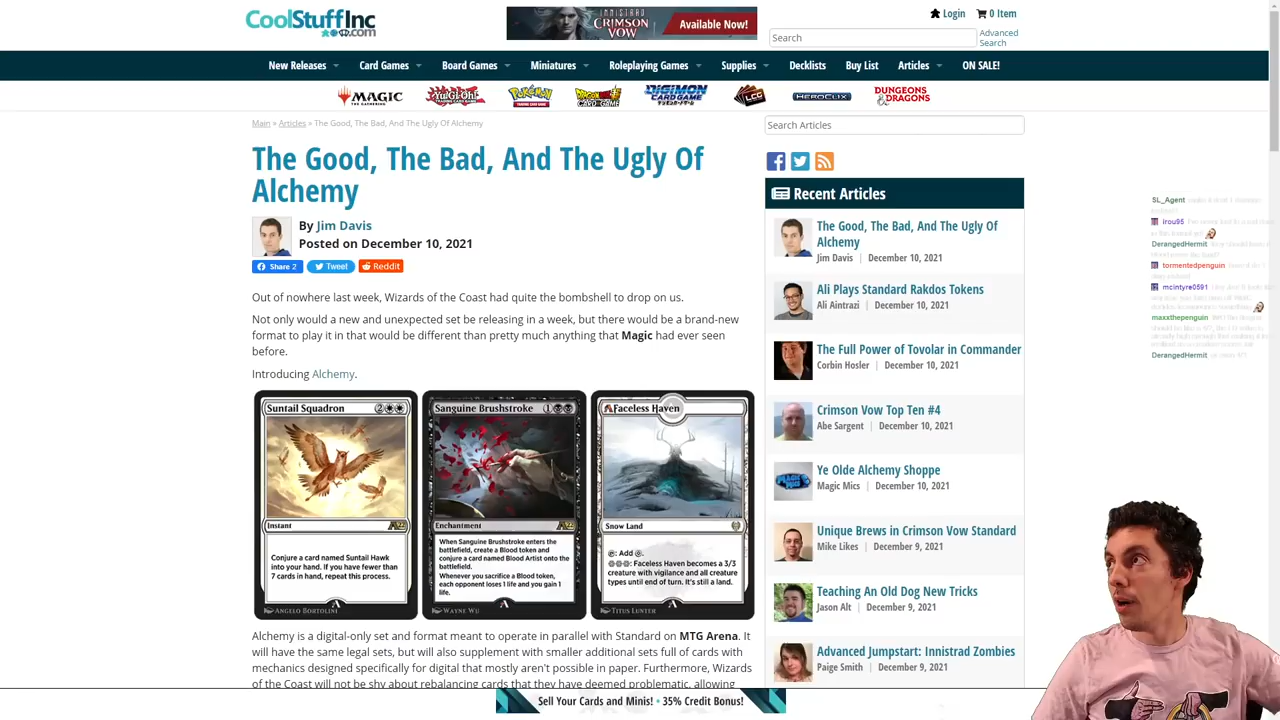 CoolStuffInc
.com
INNISTRAD
CRIMSON
VOW
Available Now!
Login
0 Item
Search
Advanced
Search
New Releases
Card Games
Board Games
Miniatures
Roleplaying Games
Supplies
Decklists
Buy List
Articles
ON SALE!
MAGIC
THE GATHERING
Yu-Gi-Oh!
Pokémon
DIGIMON
CARD GAME
LCG
HEROCLIX
DUNGEONS
& DRAGONS
Main » Articles » The Good, The Bad, And The Ugly Of Alchemy
The Good, The Bad, And The Ugly Of
Alchemy
By Jim Davis
Posted on December 10, 2021
Share 2
Tweet
Reddit
Out of nowhere last week, Wizards of the Coast had quite the bombshell to drop on us.
Not only would a new and unexpected set be releasing in a week, but there would be a brand-new
format to play it in that would be different than pretty much anything that Magic had ever seen
before.
Introducing Alchemy.
Suntail Squadron
2
Instant
Conjure a card named Suntail Hawk
into your hand. If you have fewer than
7 cards in hand, repeat this process.
ANGELO BORTOLINI
Sanguine Brushstroke
1
Enchantment
When Sanguine Brushstroke enters the
battlefield, create a Blood token and
conjure a card named Blood Artist onto the
battlefield.
Whenever you sacrifice a Blood token,
each opponent loses 1 life and you gain 1
life.
WAYNE WU
Faceless Haven
Snow Land
: Add .
: Faceless Haven becomes a 3/3
creature with vigilance and all creature
types until end of turn. It's still a land.
TITUS LUNTER
Alchemy is a digital-only set and format meant to operate in parallel with Standard on MTG Arena. It
will have the same legal sets, but will also supplement with smaller additional sets full of cards with
mechanics designed specifically for digital that mostly aren't possible in paper. Furthermore, Wizards
of the Coast will not be shy about rebalancing cards that they have deemed problematic, allowing
Search Articles
Recent Articles
The Good, The Bad, And The Ugly Of
Alchemy
Jim Davis | December 10, 2021
Ali Plays Standard Rakdos Tokens
Ali Aintrazi | December 10, 2021
The Full Power of Tovolar in Commander
Corbin Hosler | December 10, 2021
Crimson Vow Top Ten #4
Abe Sargent | December 10, 2021
Ye Olde Alchemy Shoppe
Magic Mics | December 10, 2021
Unique Brews in Crimson Vow Standard
Mike Likes | December 9, 2021
Teaching An Old Dog New Tricks
Jason Alt | December 9, 2021
Advanced Jumpstart: Innistrad Zombies
Paige Smith | December 9, 2021
Sell Your Cards and Minis! • 35% Credit Bonus!
SL_Agent
irou95
DerangedHermit
tormentedpenguin
mcintyre0591
maxxthepenguin
DerangedHermit